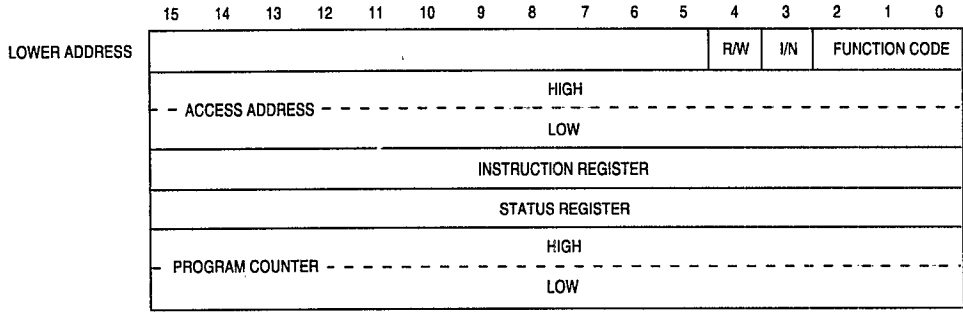 15 14 13 12 11 10 9 8 7 6 5 4 3 2 1 0
LOWER ADDRESS R/W I/N FUNCTION CODE
HIGH
ACCESS ADDRESS
LOW
INSTRUCTION REGISTER
STATUS REGISTER
HIGH
PROGRAM COUNTER
LOW